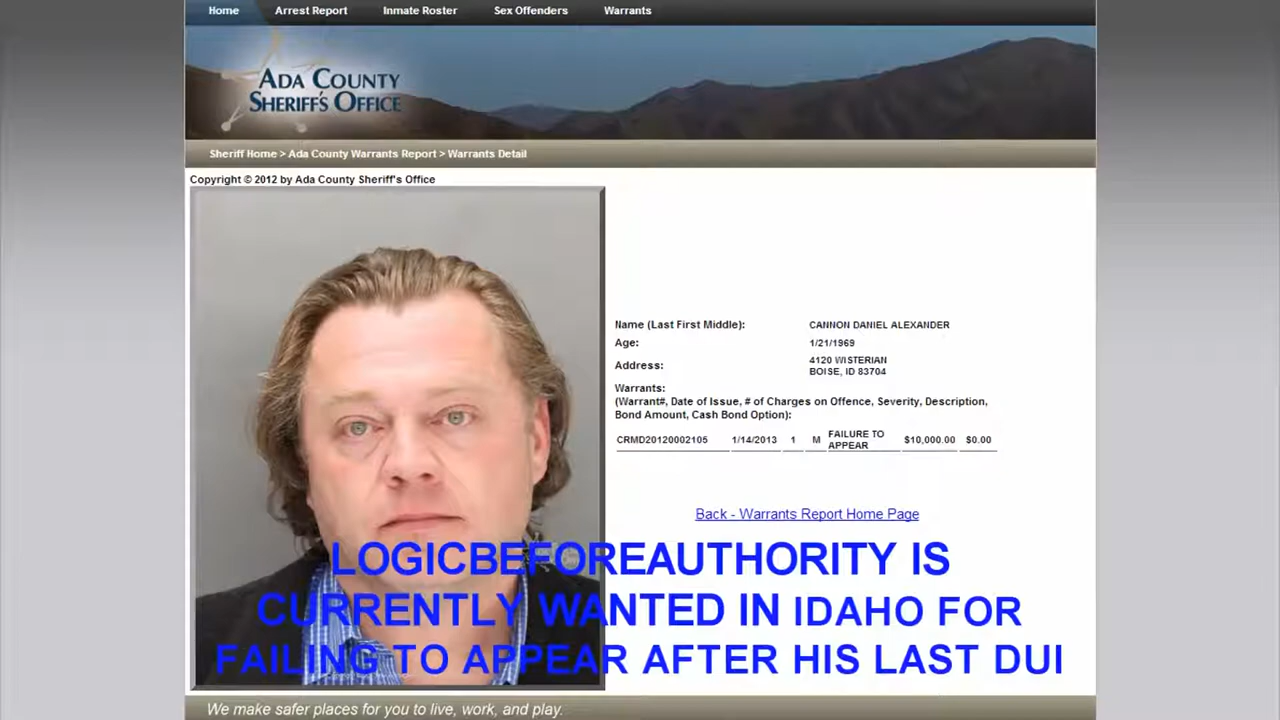 Home Arrest Report Inmate Roster Sex Offenders Warrants
ADA COUNTY
SHERIFF'S OFFICE
Sheriff Home > Ada County Warrants Report > Warrants Detail
Copyright © 2012 by Ada County Sheriff's Office
Name (Last First Middle): CANNON DANIEL ALEXANDER
Age: 1/21/1969
Address: 4120 WISTERIAN
BOISE, ID 83704
Warrants:
(Warrant#, Date of Issue, # of Charges on Offence, Severity, Description,
Bond Amount, Cash Bond Option):
CRMD20120002105 1/14/2013 1 M FAILURE TO APPEAR $10,000.00 $0.00
Back - Warrants Report Home Page
LOGICBEFOREAUTHORITY IS
CURRENTLY WANTED IN IDAHO FOR
FAILING TO APPEAR AFTER HIS LAST DUI
We make safer places for you to live, work, and play.